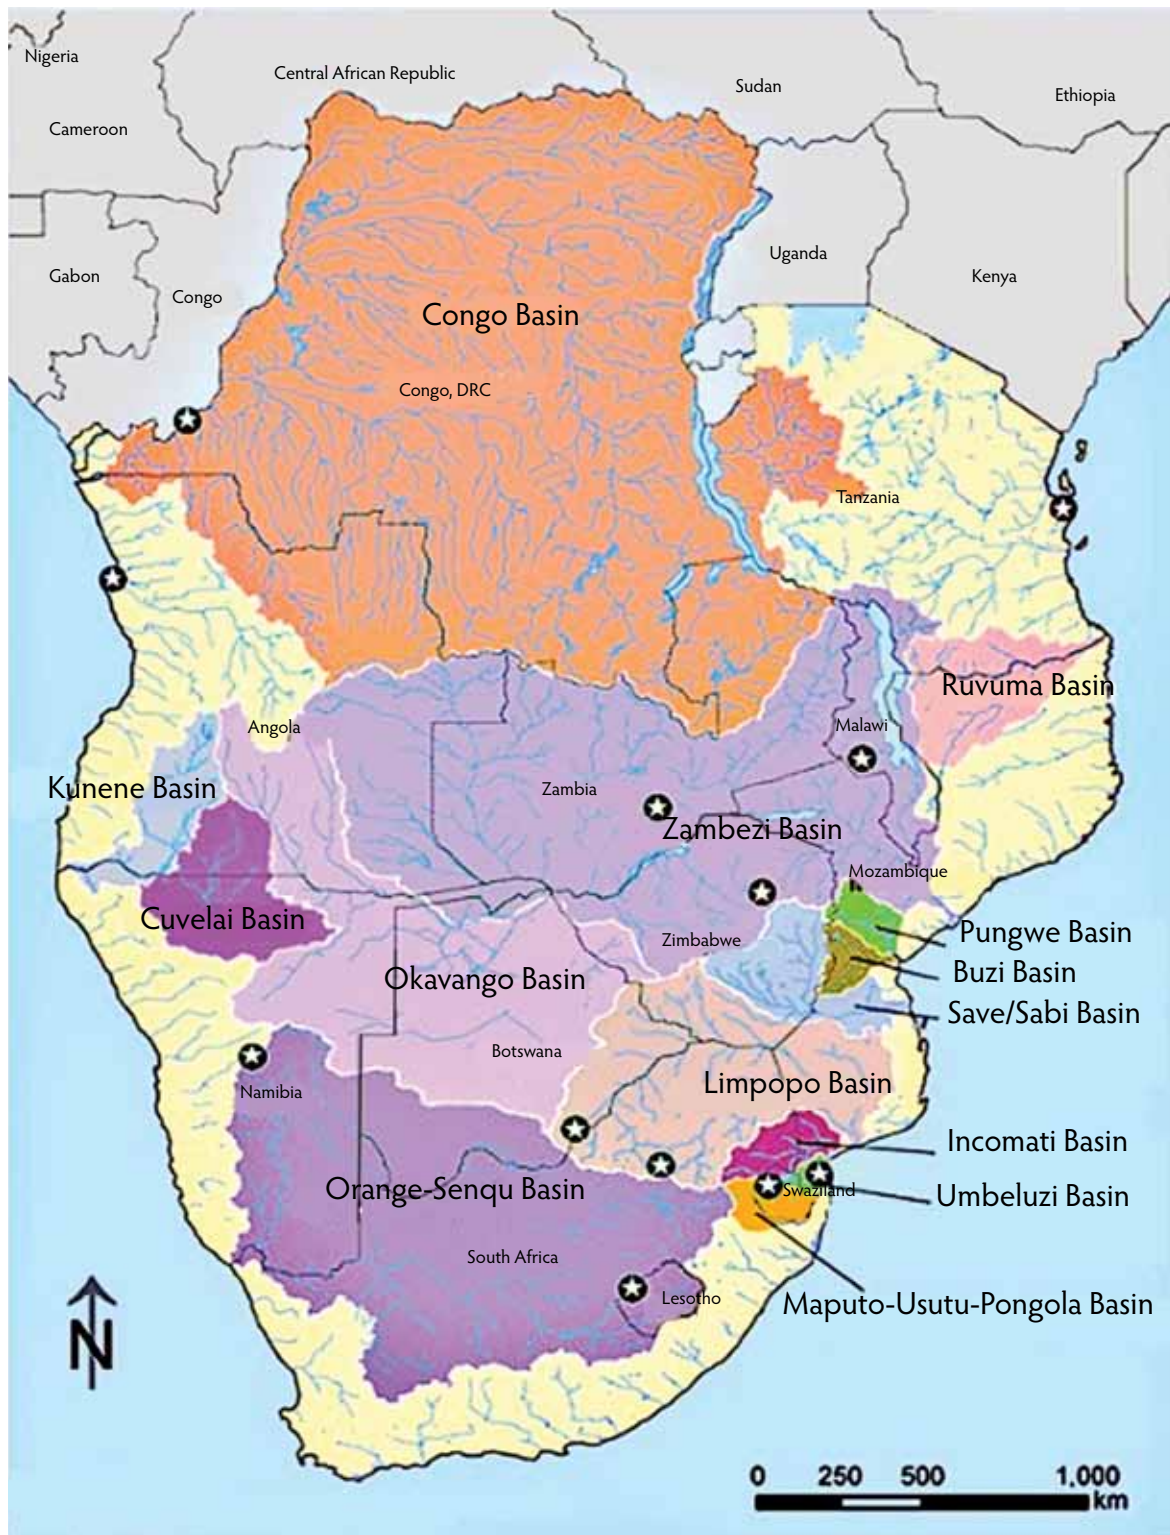 Nigeria
Central African Republic
Sudan
Ethiopia
Cameroon
Uganda
Gabon
Kenya
Congo
Congo Basin
Congo, DRC
Tanzania
Ruvuma Basin
Angola
Malawi
Kunene Basin
Zambia
Zambezi Basin
Mozambique
Cuvelai Basin
Zimbabwe
Pungwe Basin
Okavango Basin
Buzi Basin
Save/Sabi Basin
Botswana
Namibia
Limpopo Basin
Incomati Basin
Orange-Senqu Basin
Swaziland
Umbeluzi Basin
South Africa
Lesotho
Maputo-Usutu-Pongola Basin
N
0 250 500 1,000
km